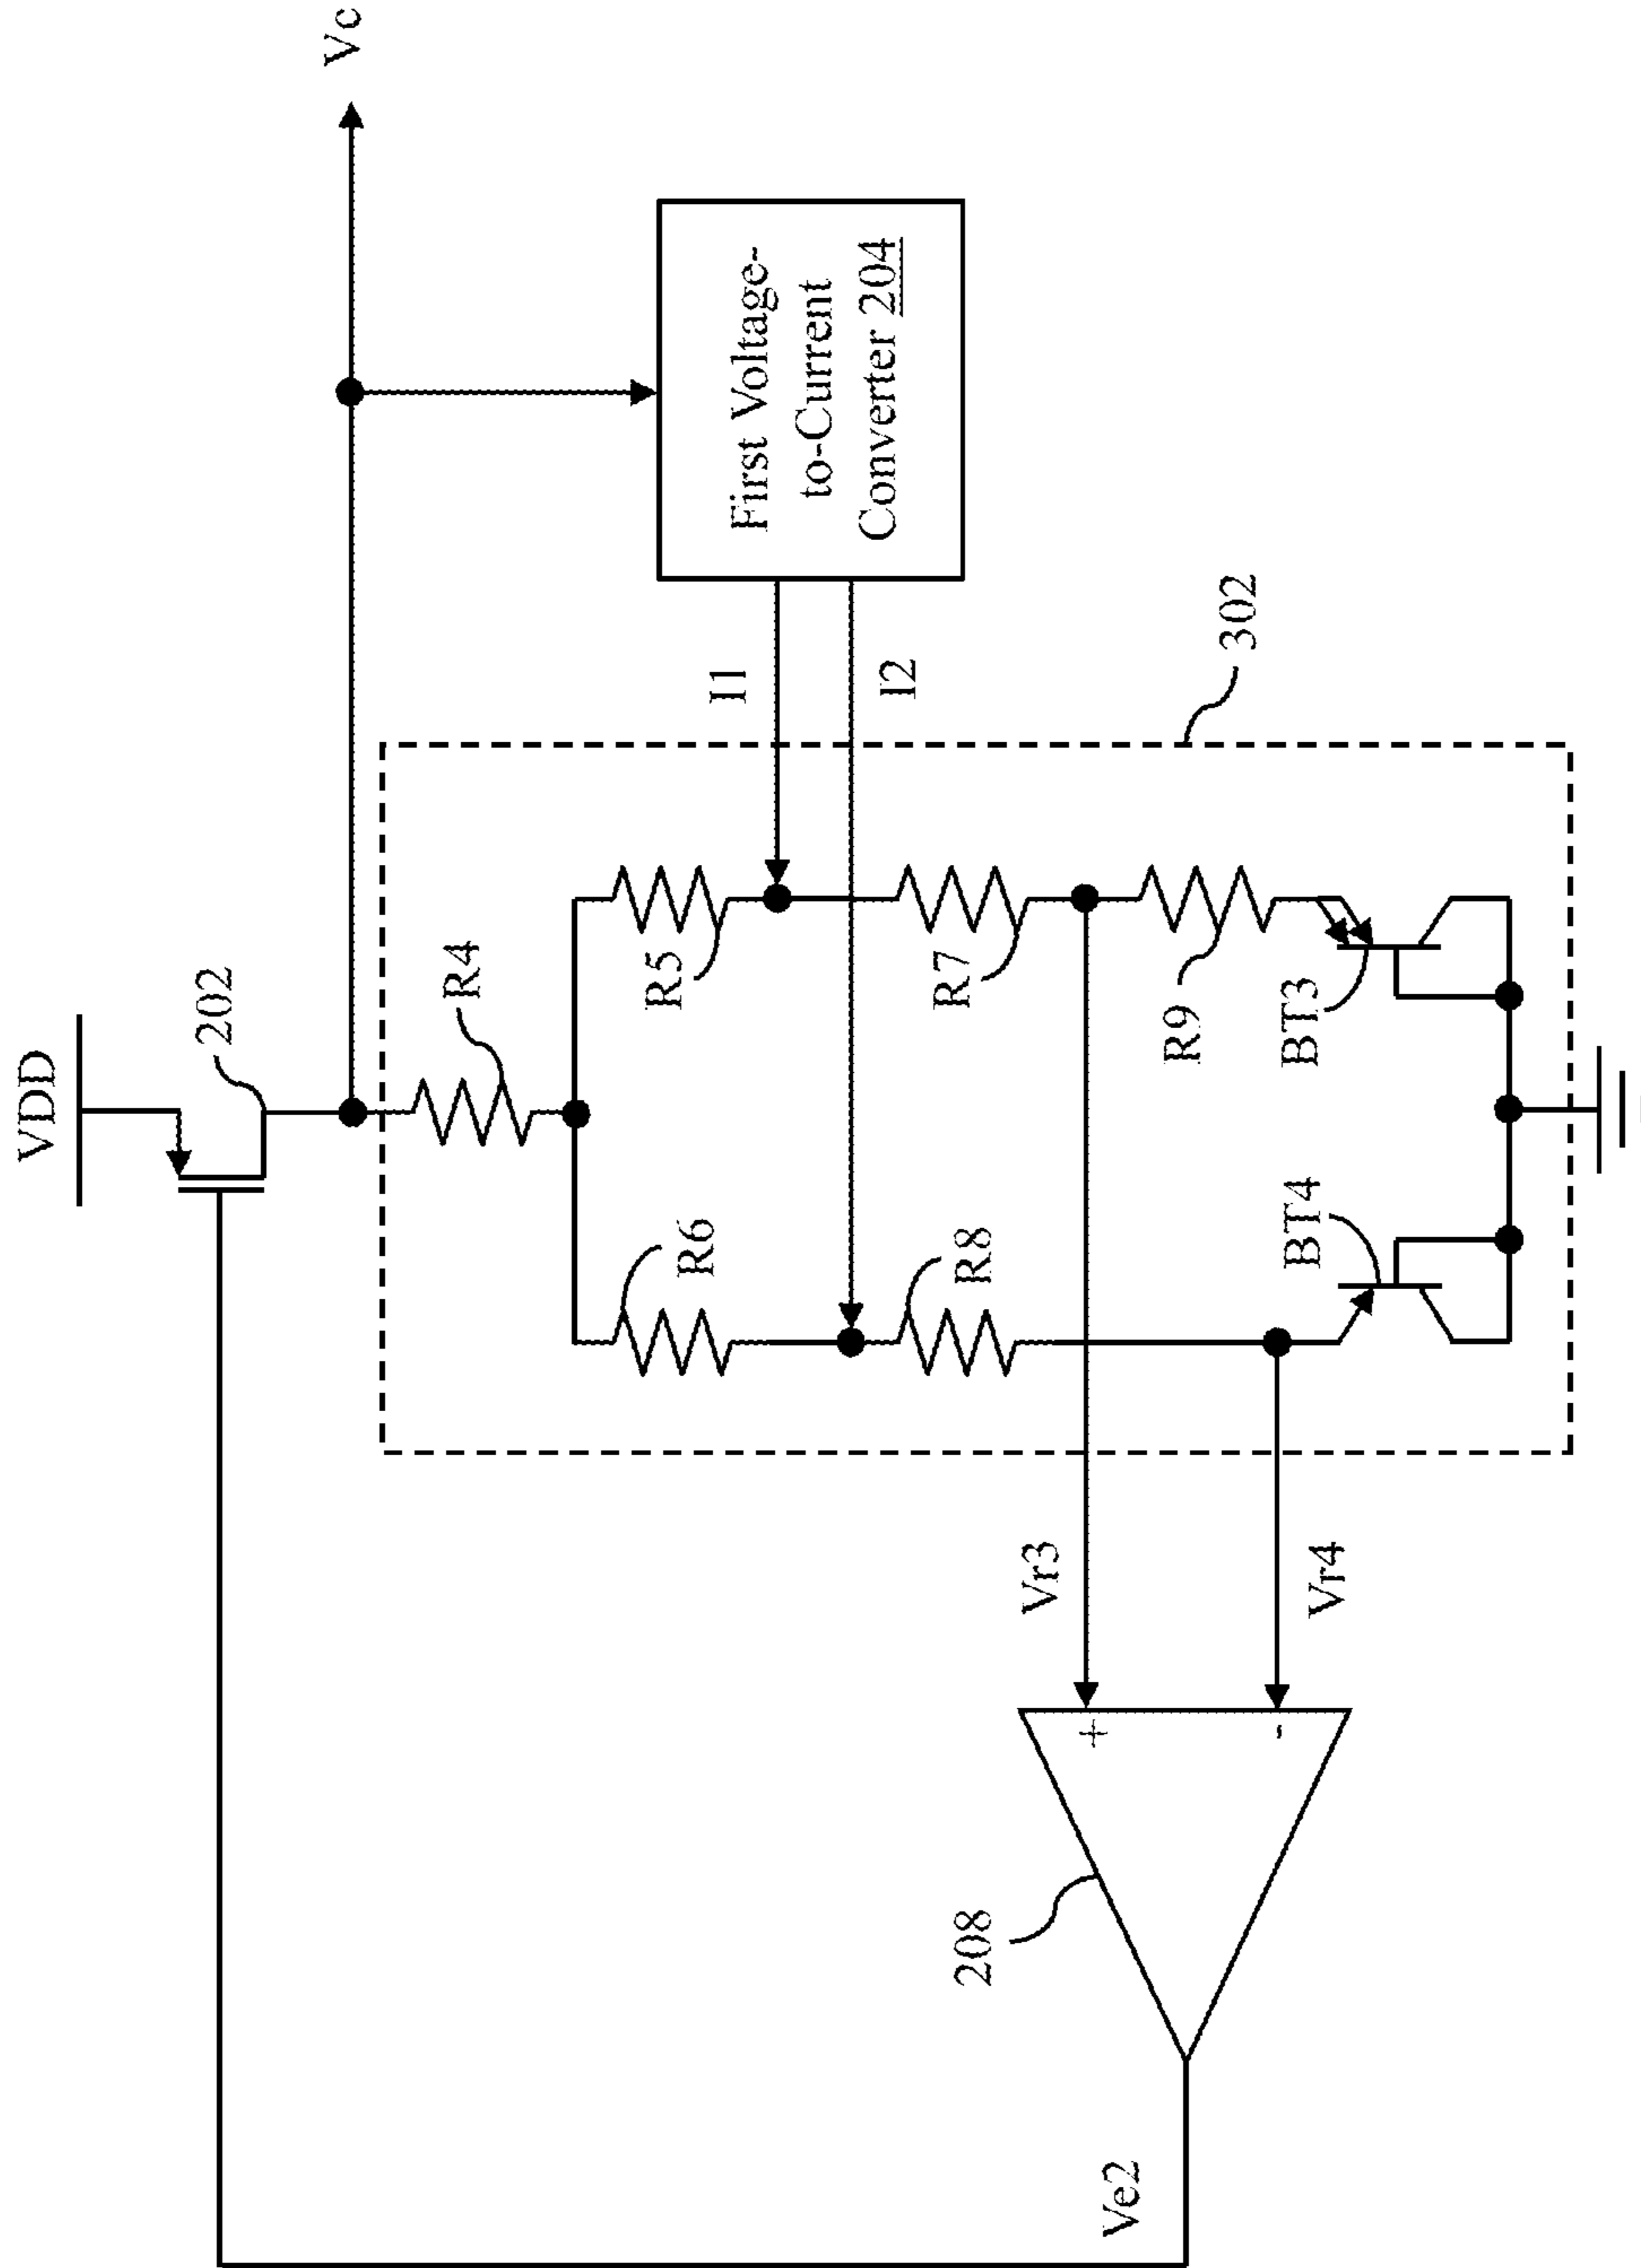 VDD
202
Vc
R4
R6
R5
First Voltage-
to-Current
Converter 204
I1
I2
R8
R7
R9
302
BT4
BT3
Vr3
Vr4
+
-
208
Ve2